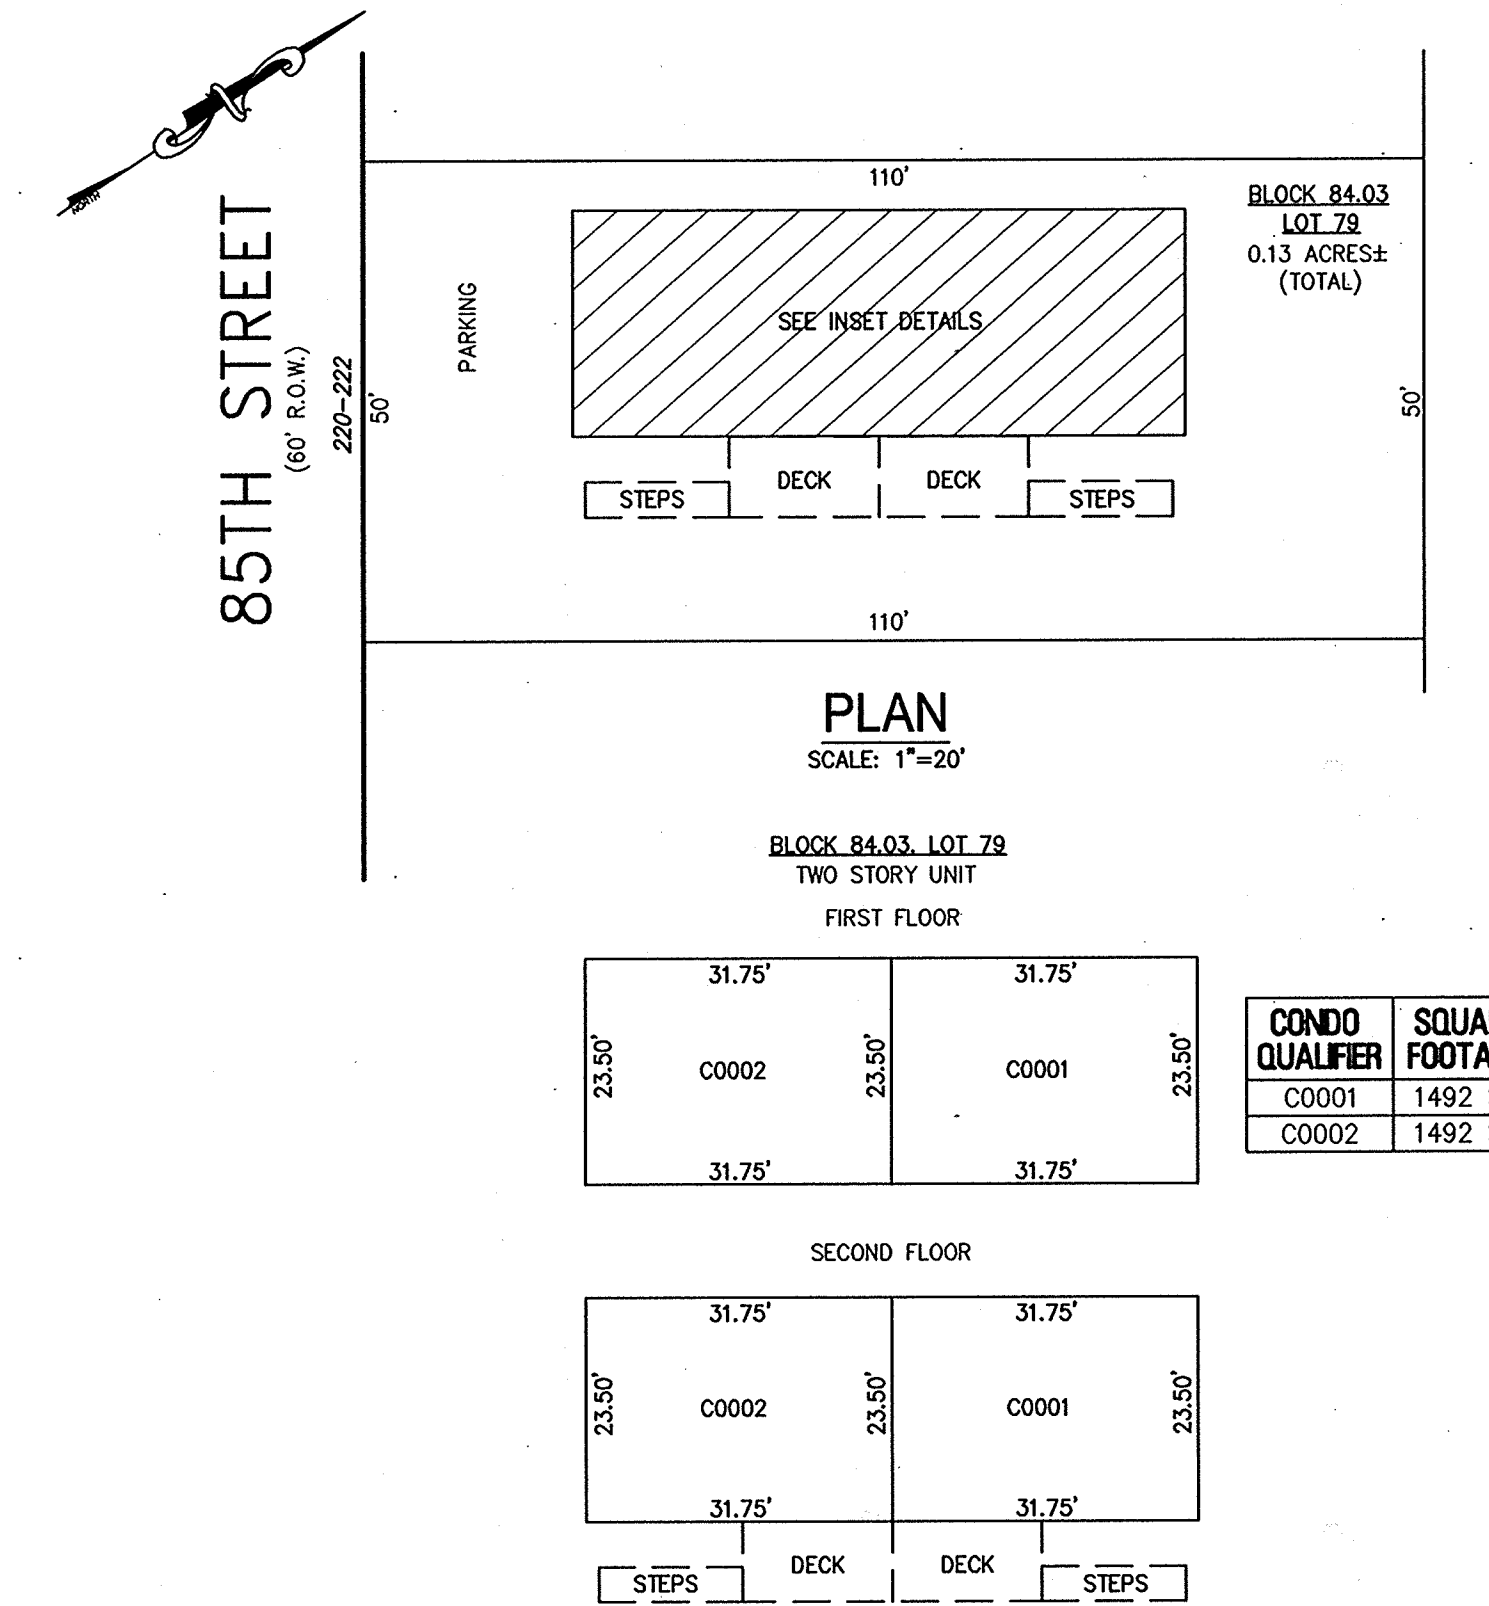 NORTH
85TH STREET
(60' R.O.W.)
220-222
50'
110'
PARKING
SEE INSET DETAILS
BLOCK 84.03
LOT 79
0.13 ACRES±
(TOTAL)
50'
DECK
DECK
STEPS
STEPS
110'
PLAN
SCALE: 1"=20'
BLOCK 84.03. LOT 79
TWO STORY UNIT
FIRST FLOOR
31.75'
31.75'
23.50'
C0002
23.50'
C0001
23.50'
31.75'
31.75'
CONDO
QUALIFIER
C0001
1492
C0002
1492
SECOND FLOOR
31.75'
31.75'
23.50'
C0002
23.50'
C0001
23.50'
31.75'
31.75'
DECK
DECK
STEPS
STEPS